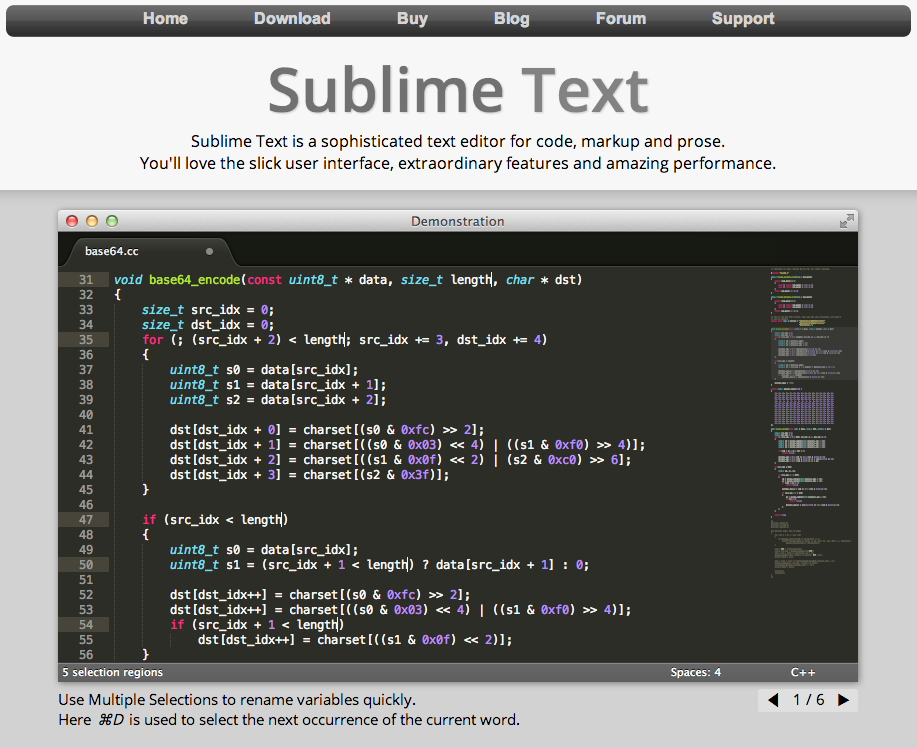 Home Download Buy Blog Forum Support
Sublime Text
Sublime Text is a sophisticated text editor for code, markup and prose.
You'll love the slick user interface, extraordinary features and amazing performance.
Demonstration
base64.cc
31 void base64_encode(const uint8_t * data, size_t length, char * dst)
32 {
33     size_t src_idx = 0;
34     size_t dst_idx = 0;
35     for (; (src_idx + 2) < length; src_idx += 3, dst_idx += 4)
36     {
37         uint8_t s0 = data[src_idx];
38         uint8_t s1 = data[src_idx + 1];
39         uint8_t s2 = data[src_idx + 2];
40
41         dst[dst_idx + 0] = charset[(s0 & 0xfc) >> 2];
42         dst[dst_idx + 1] = charset[((s0 & 0x03) << 4) | ((s1 & 0xf0) >> 4)];
43         dst[dst_idx + 2] = charset[((s1 & 0x0f) << 2) | (s2 & 0xc0) >> 6];
44         dst[dst_idx + 3] = charset[(s2 & 0x3f)];
45     }
46
47     if (src_idx < length)
48     {
49         uint8_t s0 = data[src_idx];
50         uint8_t s1 = (src_idx + 1 < length) ? data[src_idx + 1] : 0;
51
52         dst[dst_idx++] = charset[(s0 & 0xfc) >> 2];
53         dst[dst_idx++] = charset[((s0 & 0x03) << 4) | ((s1 & 0xf0) >> 4)];
54         if (src_idx + 1 < length)
55             dst[dst_idx++] = charset[((s1 & 0x0f) << 2)];
56     }
5 selection regions Spaces: 4 C++
Use Multiple Selections to rename variables quickly.
◀ 1 / 6 ▶
Here ⌘D is used to select the next occurrence of the current word.